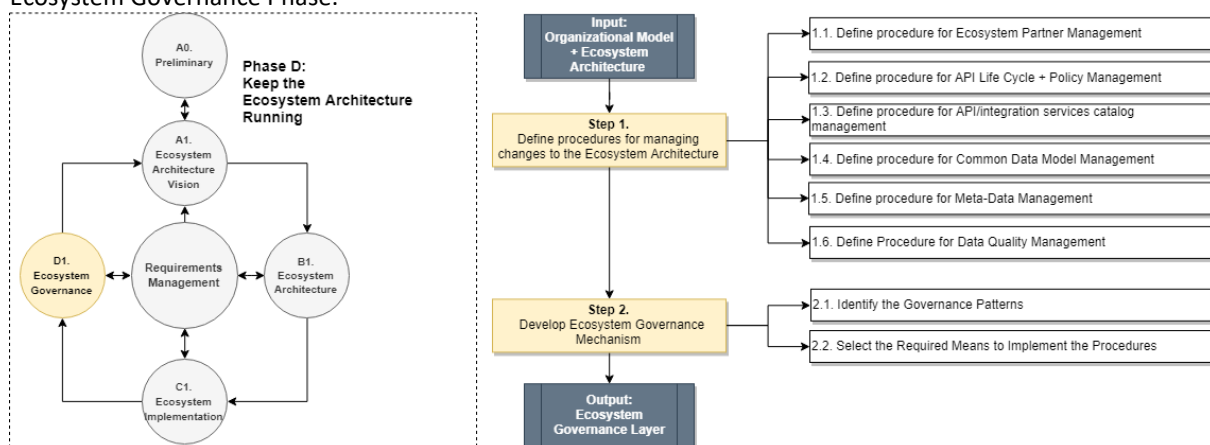 Ecosystem Governance Phase:
A0.
Preliminary
Phase D:
Keep the
Ecosystem Architecture
Running
A1.
Ecosystem
Architecture
Vision
D1.
Ecosystem
Governance
Requirements
Management
B1.
Ecosystem
Architecture
C1.
Ecosystem
Implementation
Input:
Organizational Model
+ Ecosystem
Architecture
Step 1.
Define procedures for managing
changes to the Ecosystem Architecture
1.1. Define procedure for Ecosystem Partner Management
1.2. Define procedure for API Life Cycle + Policy Management
1.3. Define procedure for API/integration services catalog
management
1.4. Define procedure for Common Data Model Management
1.5. Define procedure for Meta-Data Management
1.6. Define Procedure for Data Quality Management
Step 2.
Develop Ecosystem Governance
Mechanism
2.1. Identify the Governance Patterns
2.2. Select the Required Means to Implement the Procedures
Output:
Ecosystem
Governance Layer